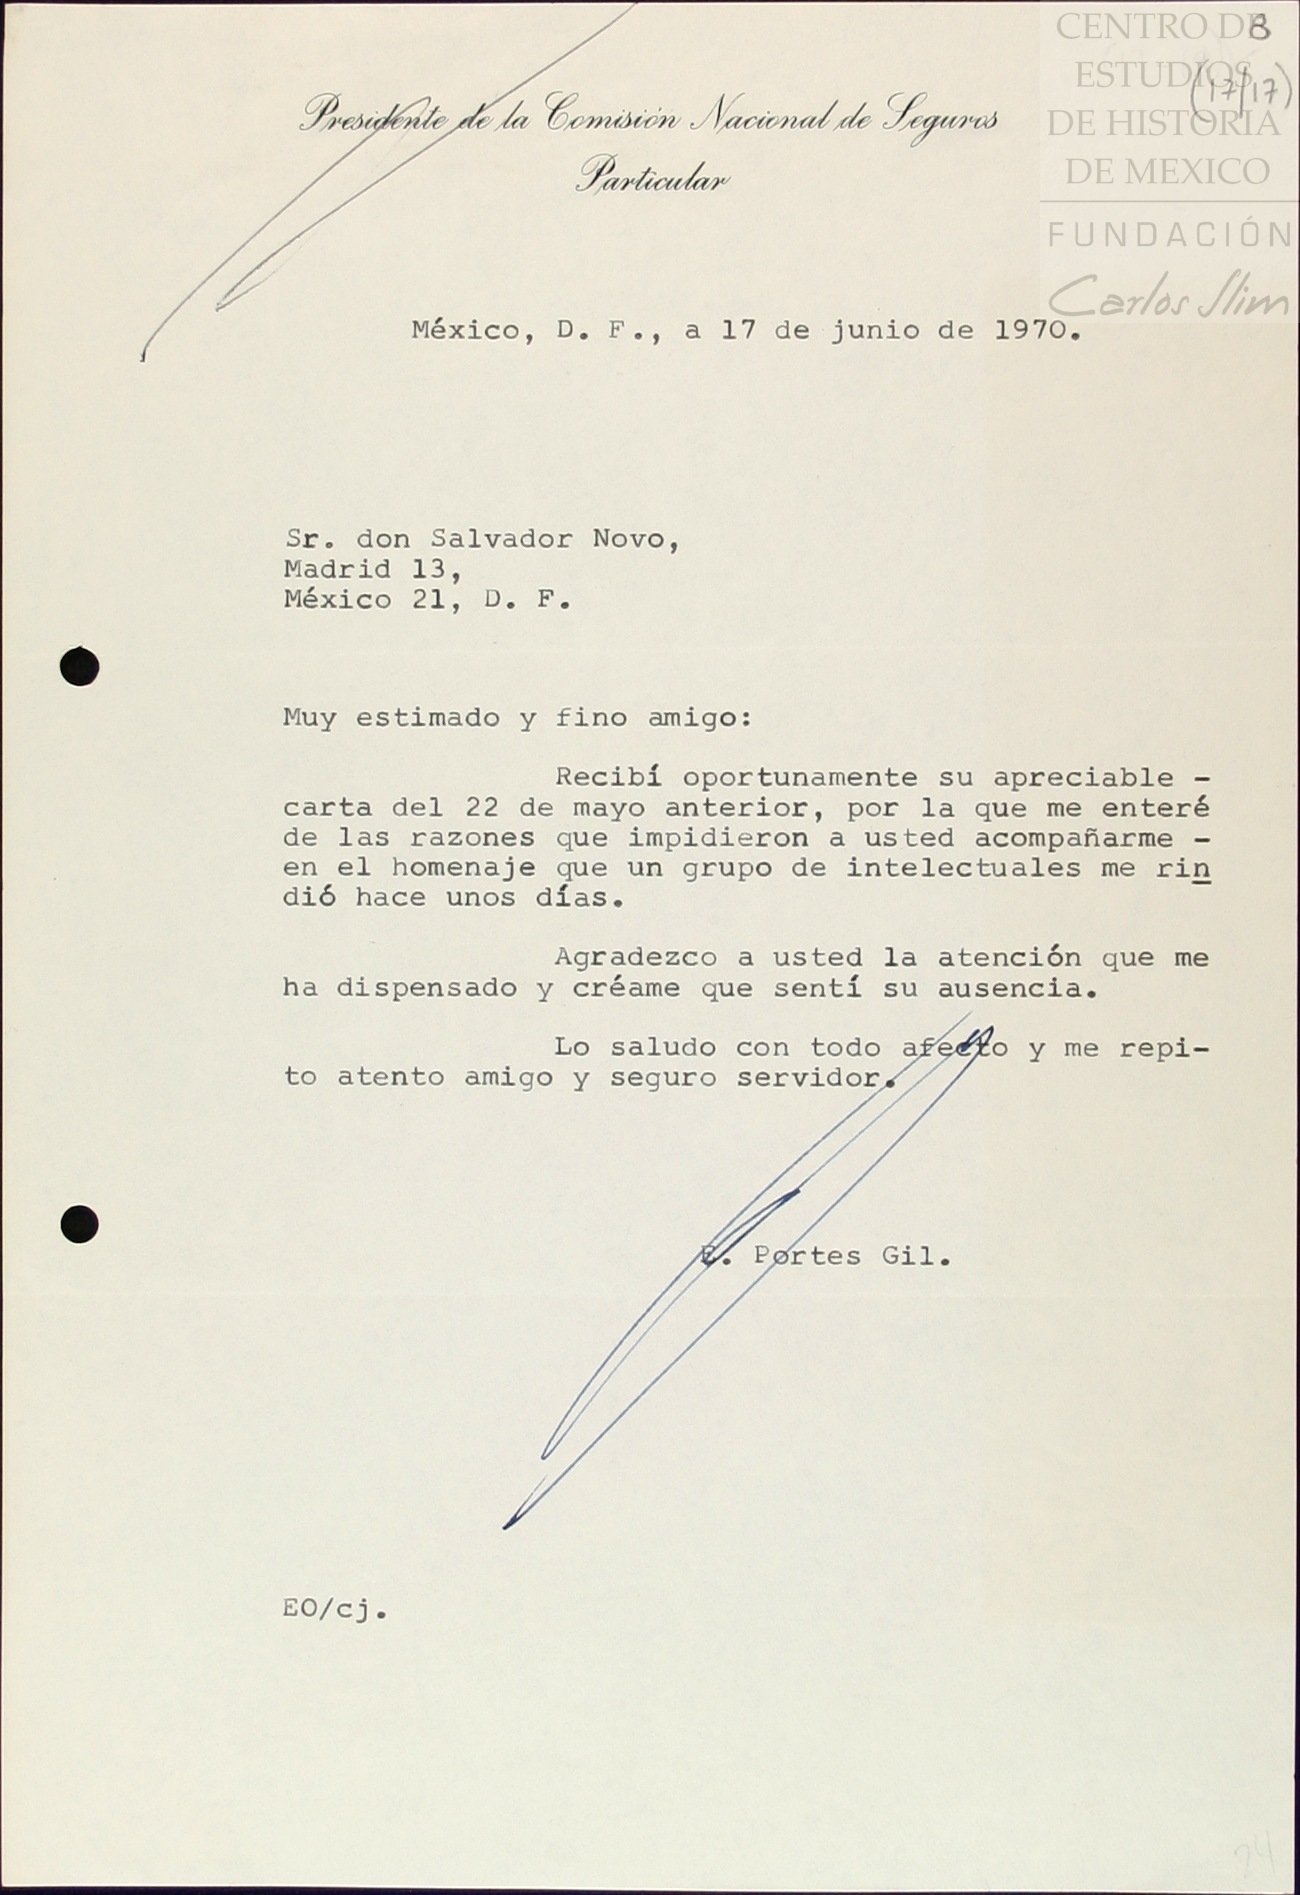 8
(17/17)
CENTRO DE
ESTUDIOS
DE HISTORIA
DE MEXICO
FUNDACIÓN
Carlos Slim
Presidente de la Comisión Nacional de Seguros
Particular
México, D. F., a 17 de junio de 1970.
Sr. don Salvador Novo,
Madrid 13,
México 21, D. F.
Muy estimado y fino amigo:
Recibí oportunamente su apreciable -
carta del 22 de mayo anterior, por la que me enteré
de las razones que impidieron a usted acompañarme -
en el homenaje que un grupo de intelectuales me rin
dió hace unos días.
Agradezco a usted la atención que me
ha dispensado y créame que sentí su ausencia.
Lo saludo con todo afecto y me repi-
to atento amigo y seguro servidor.
E. Portes Gil.
EO/cj.
24